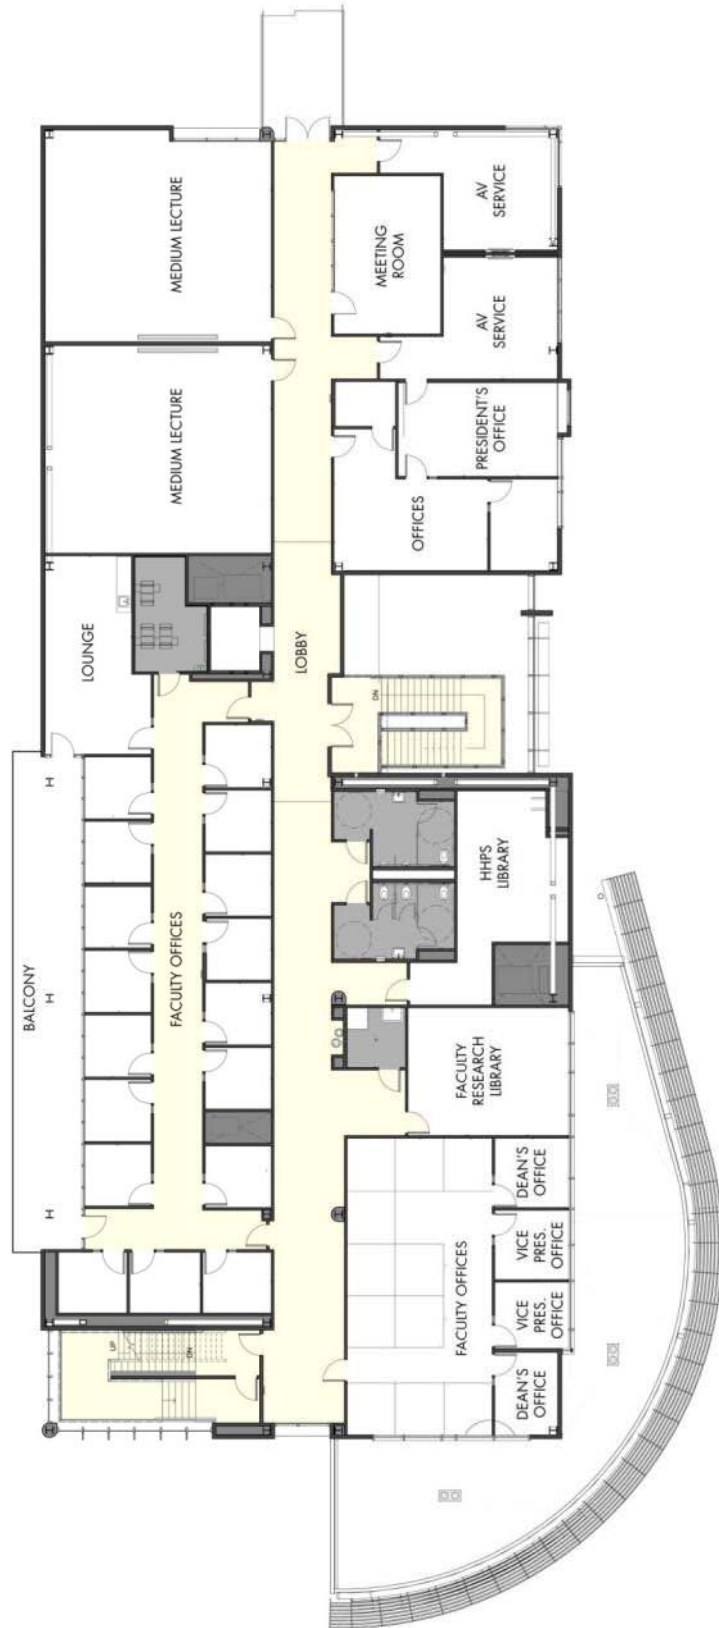 MEDIUM LECTURE
MEETING
ROOM
AV
SERVICE
AV
SERVICE
MEDIUM LECTURE
PRESIDENT'S
OFFICE
OFFICES
LOUNGE
LOBBY
DN
HHPS
LIBRARY
FACULTY OFFICES
BALCONY
FACULTY
RESEARCH
LIBRARY
DEAN'S
OFFICE
VICE
PRES.
OFFICE
FACULTY OFFICES
VICE
PRES.
OFFICE
DEAN'S
OFFICE
UP
DN